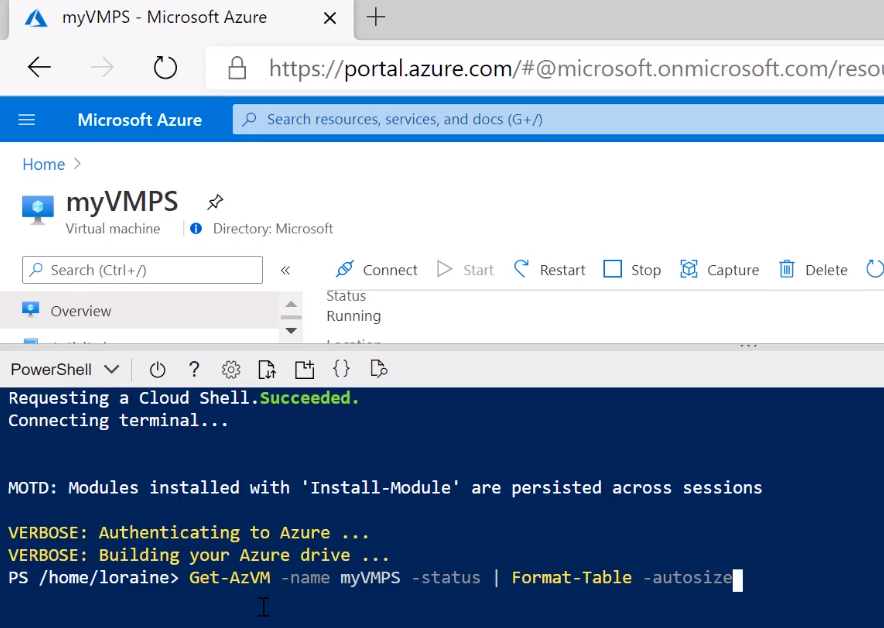 myVMPS - Microsoft Azure
https://portal.azure.com/#@microsoft.onmicrosoft.com/resou
Microsoft Azure
Search resources, services, and docs (G+/)
Home
myVMPS
Virtual machine
Directory: Microsoft
Search (Ctrl+/)
«
Connect
Start
Restart
Stop
Capture
Delete
Overview
Status
Running
PowerShell
Requesting a Cloud Shell.Succeeded.
Connecting terminal...
MOTD: Modules installed with 'Install-Module' are persisted across sessions
VERBOSE: Authenticating to Azure ...
VERBOSE: Building your Azure drive ...
PS /home/loraine> Get-AzVM -name myVMPS -status | Format-Table -autosize